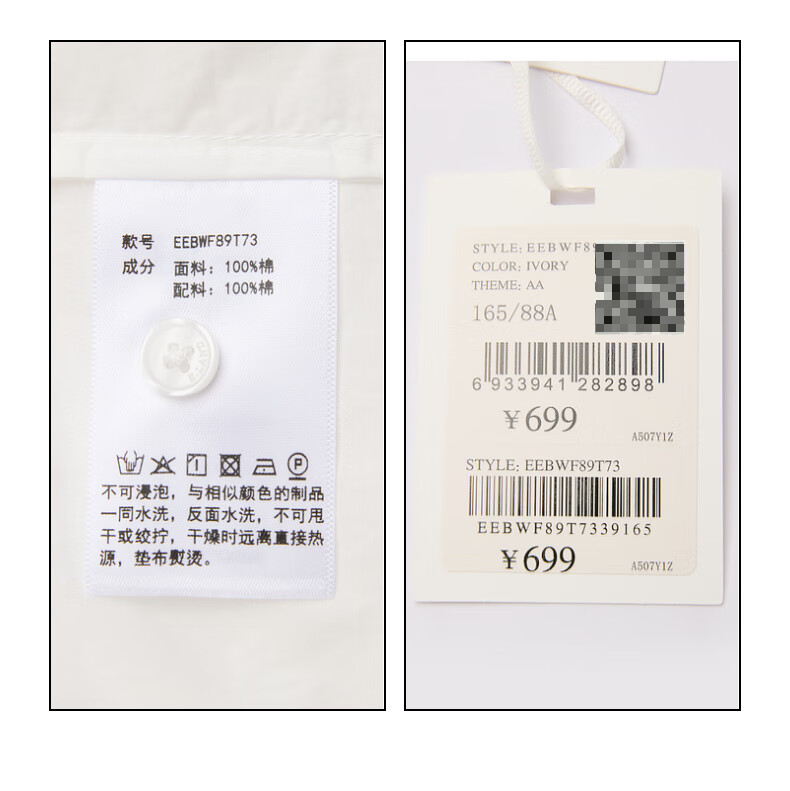 款号 EEBWF89T73
成分 面料：100%棉
配料：100%棉
P
不可浸泡，与相似颜色的制品
一同水洗，反面水洗，不可甩
干或绞拧，干燥时远离直接热
源，垫布熨烫。
STYLE: EEBWF89
COLOR: IVORY
THEME: AA
165/88A
6 933941 282898
￥699
A507Y1Z
STYLE: EEBWF89T73
EEBWF89T7339165
￥699
A507Y1Z